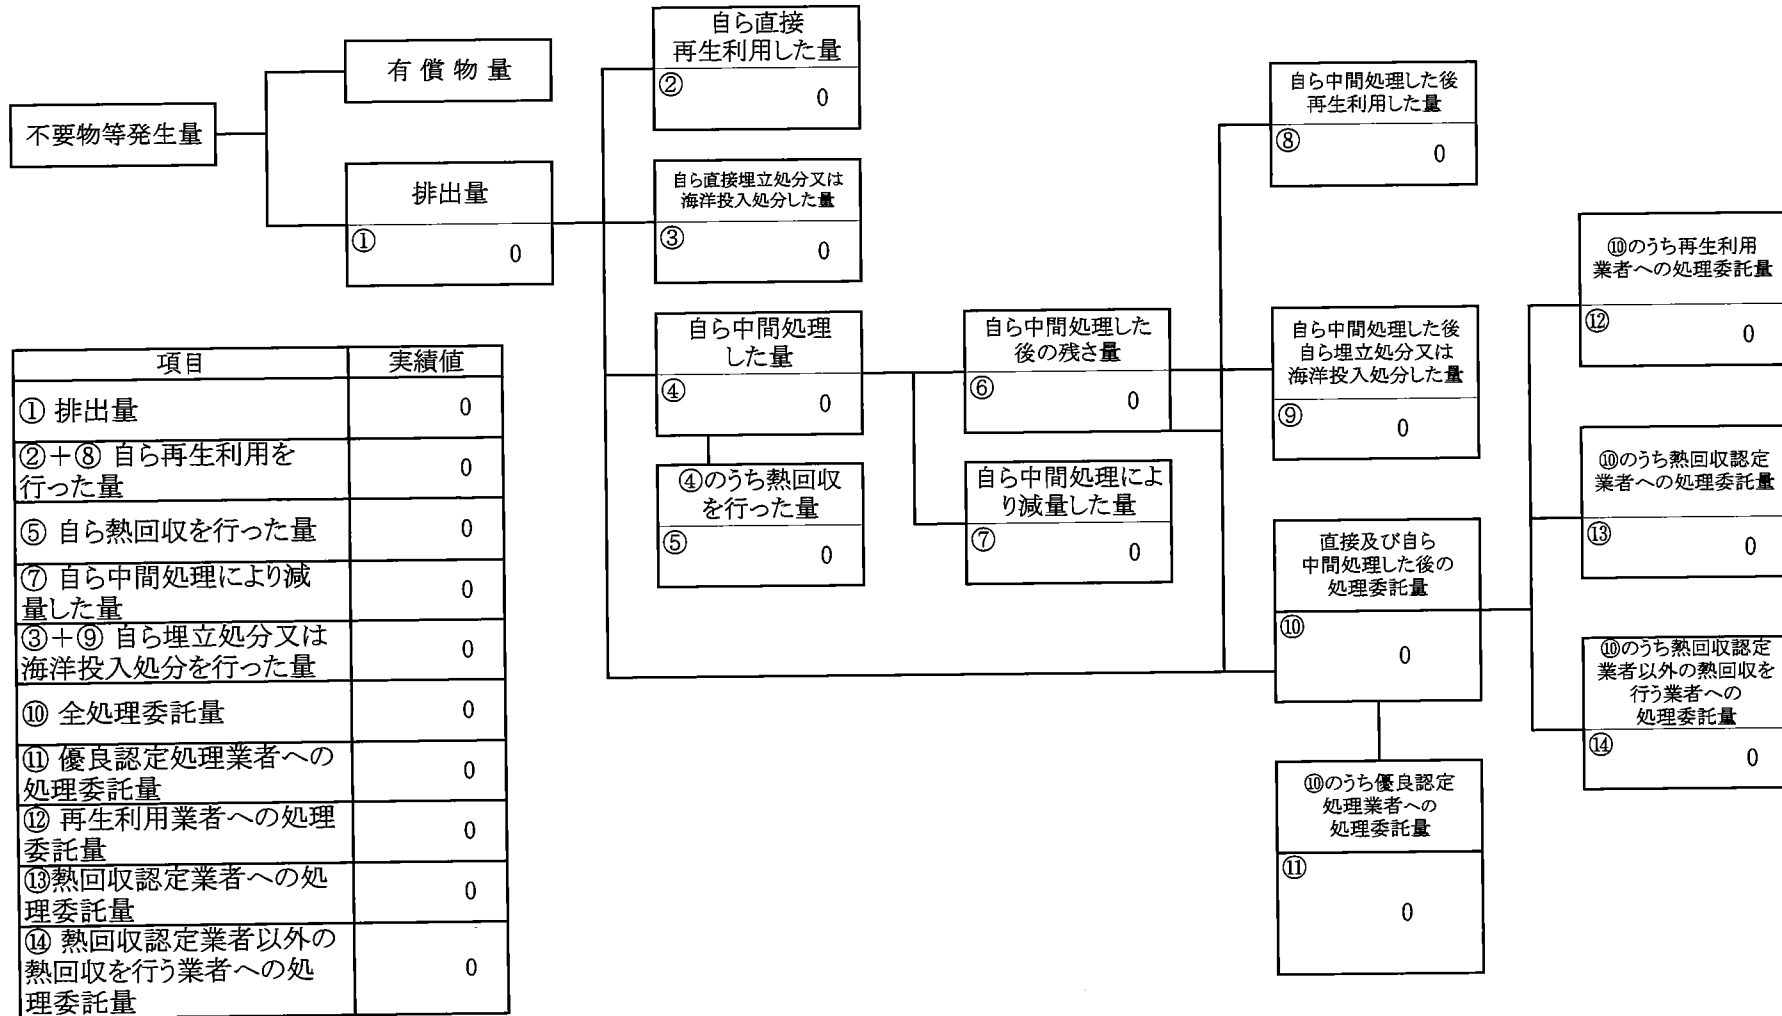 不要物等発生量
有償物量
排出量
①
0
自ら直接
再生利用した量
②
0
自ら直接埋立処分又は
海洋投入処分した量
③
0
自ら中間処理
した量
④
0
④のうち熱回収
を行った量
⑤
0
自ら中間処理した
後の残さ量
⑥
0
自ら中間処理によ
り減量した量
⑦
0
自ら中間処理した後
再生利用した量
⑧
0
自ら中間処理した後
自ら埋立処分又は
海洋投入処分した量
⑨
0
直接及び自ら
中間処理した後の
処理委託量
⑩
0
⑩のうち優良認定
処理業者への
処理委託量
⑪
0
⑩のうち再生利用
業者への処理委託量
⑫
0
⑩のうち熱回収認定
業者への処理委託量
⑬
0
⑩のうち熱回収認定
業者以外の熱回収を
行う業者への
処理委託量
⑭
0
項目 実績値
① 排出量 0
②+⑧ 自ら再生利用を
行った量 0
⑤ 自ら熱回収を行った量 0
⑦ 自ら中間処理により減
量した量 0
③+⑨ 自ら埋立処分又は
海洋投入処分を行った量 0
⑩ 全処理委託量 0
⑪ 優良認定処理業者への
処理委託量 0
⑫ 再生利用業者への処理
委託量 0
⑬熱回収認定業者への処
理委託量 0
⑭ 熱回収認定業者以外の
熱回収を行う業者への処
理委託量 0